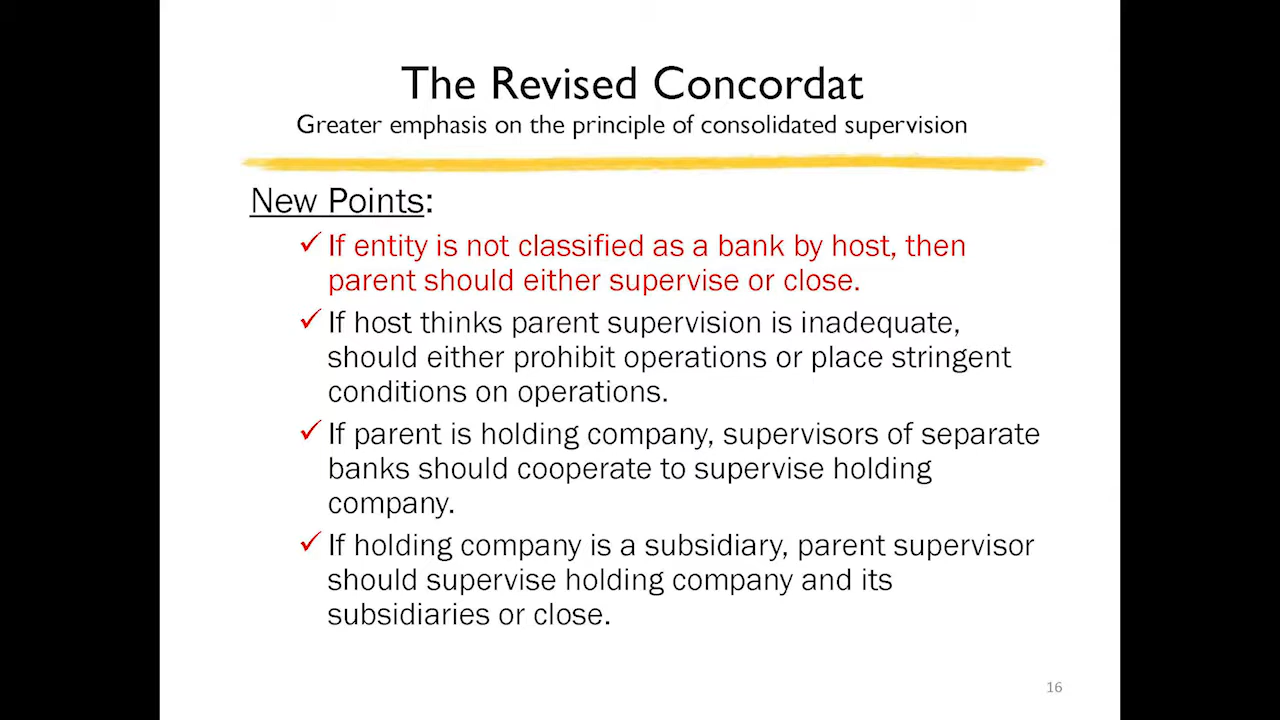 The Revised Concordat
Greater emphasis on the principle of consolidated supervision
New Points:
✓ If entity is not classified as a bank by host, then
parent should either supervise or close.
✓ If host thinks parent supervision is inadequate,
should either prohibit operations or place stringent
conditions on operations.
✓ If parent is holding company, supervisors of separate
banks should cooperate to supervise holding
company.
✓ If holding company is a subsidiary, parent supervisor
should supervise holding company and its
subsidiaries or close.
16